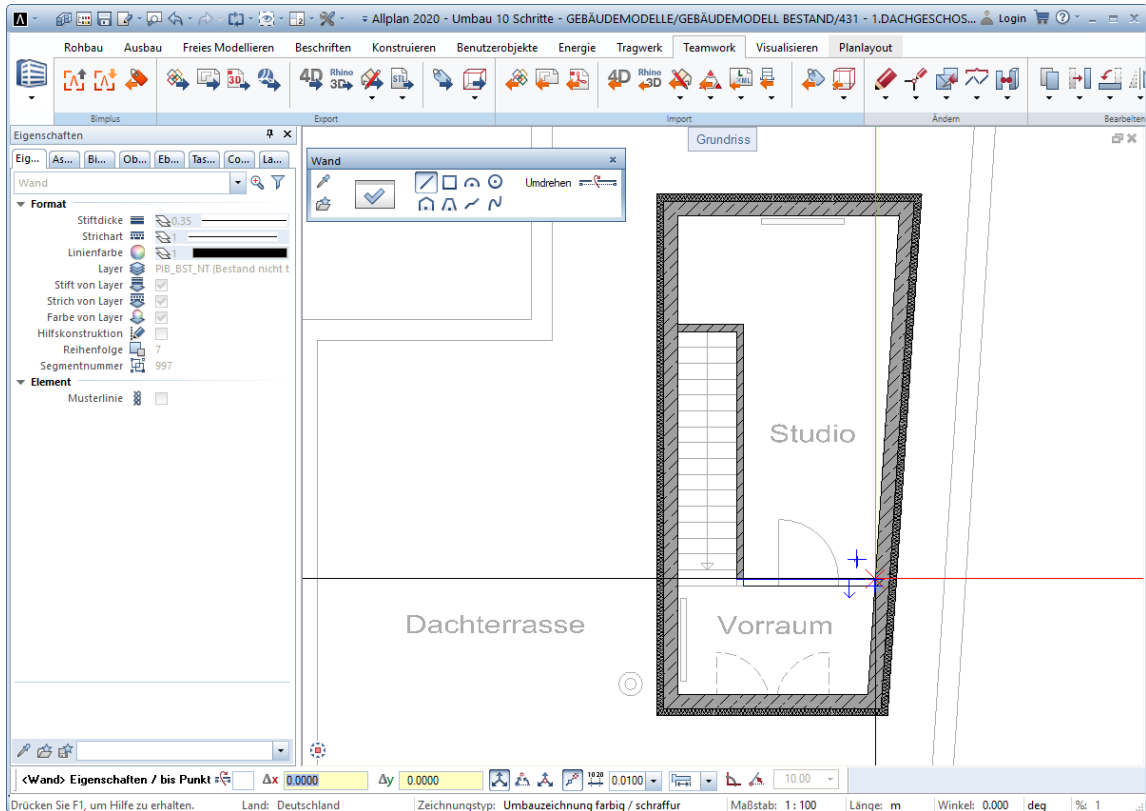 Allplan 2020 - Umbau 10 Schritte - GEBÄUDEMODELLE/GEBÄUDEMODELL BESTAND/431 - 1.DACHGESCHOS... Login
Rohbau Ausbau Freies Modellieren Beschriften Konstruieren Benutzerobjekte Energie Tragwerk Teamwork Visualisieren Planlayout
3D 4D Rhino 3D STL 4D Rhino 3D XML
Bimplus Export Import Ändern Bearbeiten
Eigenschaften
Grundriss
Eig... As... Bi... Ob... Eb... Tas... Co... La...
Wand
Wand
Umdrehen
Format
Stiftdicke 0.35
Strichart 1
Linienfarbe 1
Layer PIB_BST_NT (Bestand nicht t
Stift von Layer
Strich von Layer
Farbe von Layer
Hilfskonstruktion
Reihenfolge 7
Segmentnummer 997
Element
Musterlinie
Studio
Dachterrasse
Vorraum
<Wand> Eigenschaften / bis Punkt Δx 0.0000 Δy 0.0000 1020 0.0100 10.00
Drücken Sie F1, um Hilfe zu erhalten. Land: Deutschland Zeichnungstyp: Umbauzeichnung farbig / schraffur Maßstab: 1:100 Länge: m Winkel: 0.000 deg %: 1